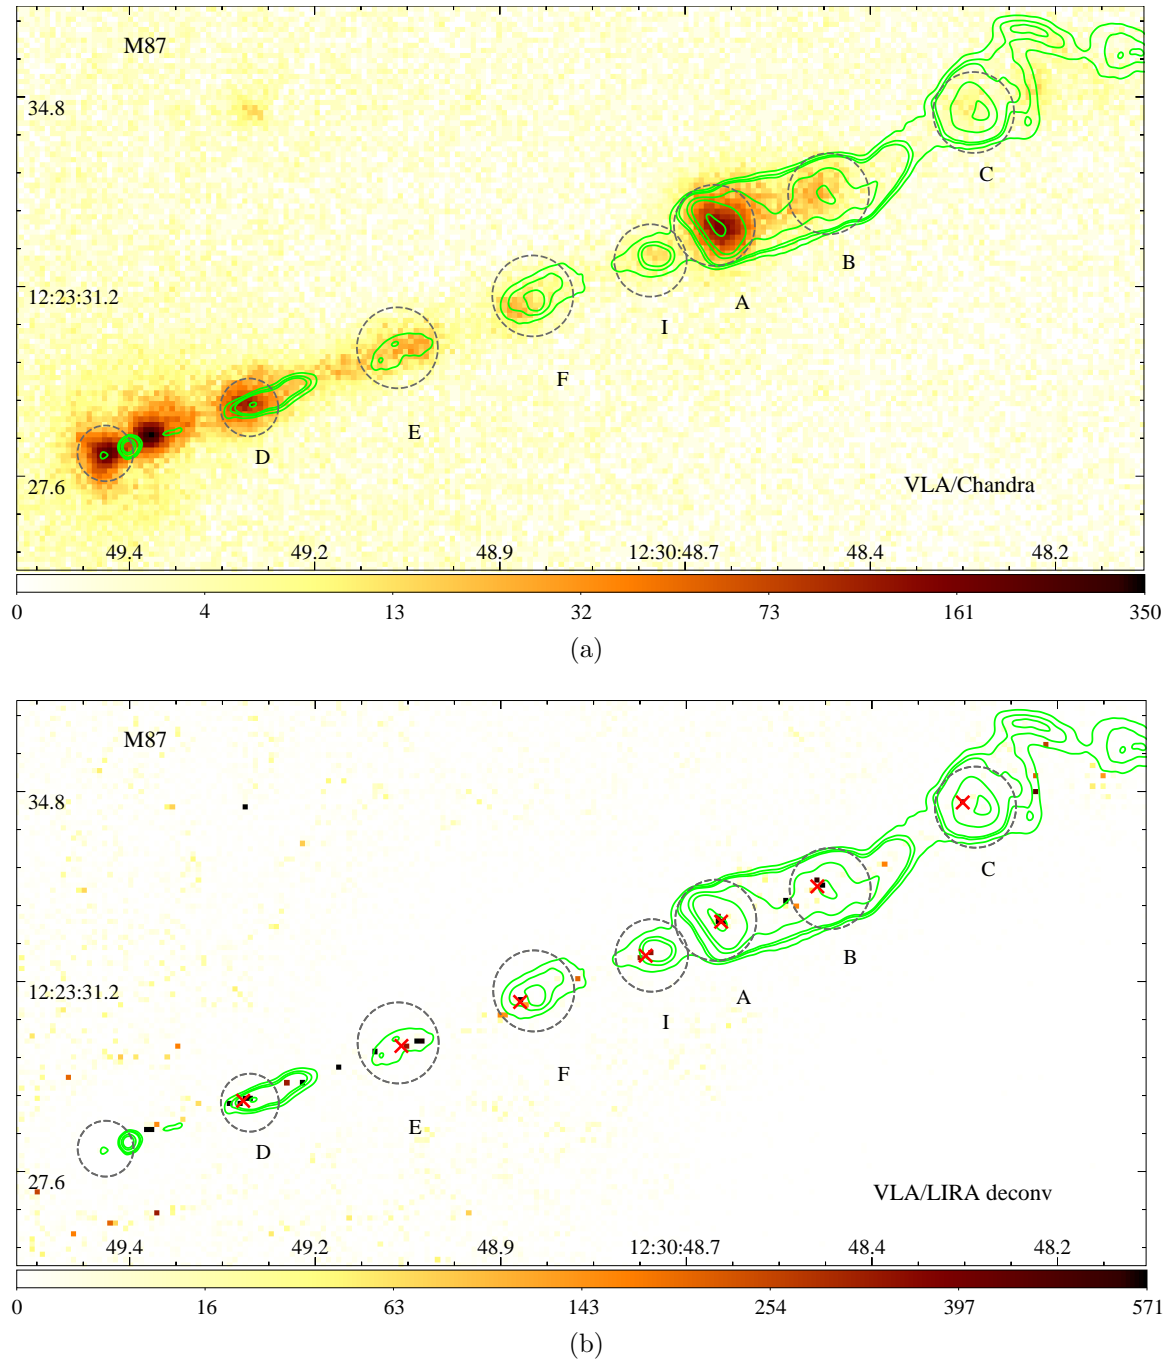 M87
34.8
C
B
12:23:31.2
A
I
F
E
D
27.6
VLA/Chandra
49.4 49.2 48.9 12:30:48.7 48.4 48.2
0 4 13 32 73 161 350
(a)
M87
34.8
C
B
12:23:31.2
A
I
F
E
D
27.6
VLA/LIRA deconv
49.4 49.2 48.9 12:30:48.7 48.4 48.2
0 16 63 143 254 397 571
(b)